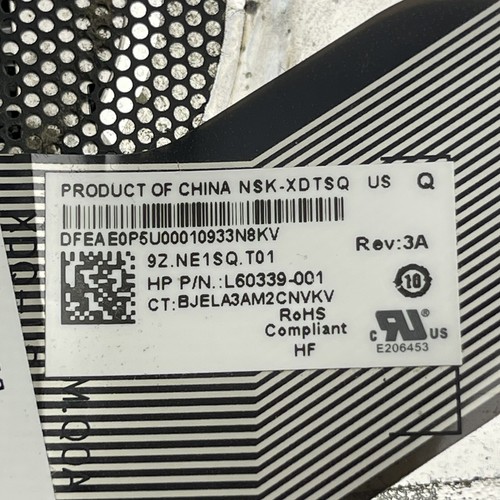 PRODUCT OF CHINA NSK-XDTSQ US Q
DFEAE0P5U00010933N8KV
9Z.NE1SQ.T01
Rev:3A
HP P/N.:L60339-001
10
CT:BJELA3AM2CNVKV
RoHS
Compliant
HF
c RU US
E206453